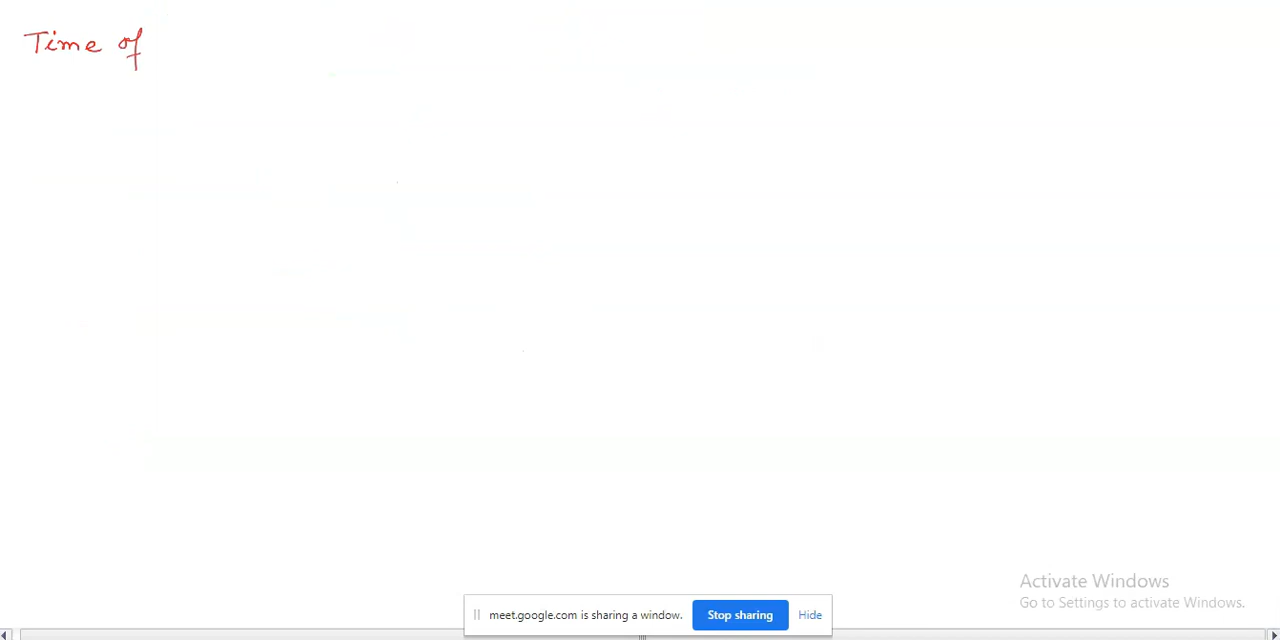 Time of
Activate Windows
Go to Settings to activate Windows.
meet.google.com is sharing a window. Stop sharing Hide